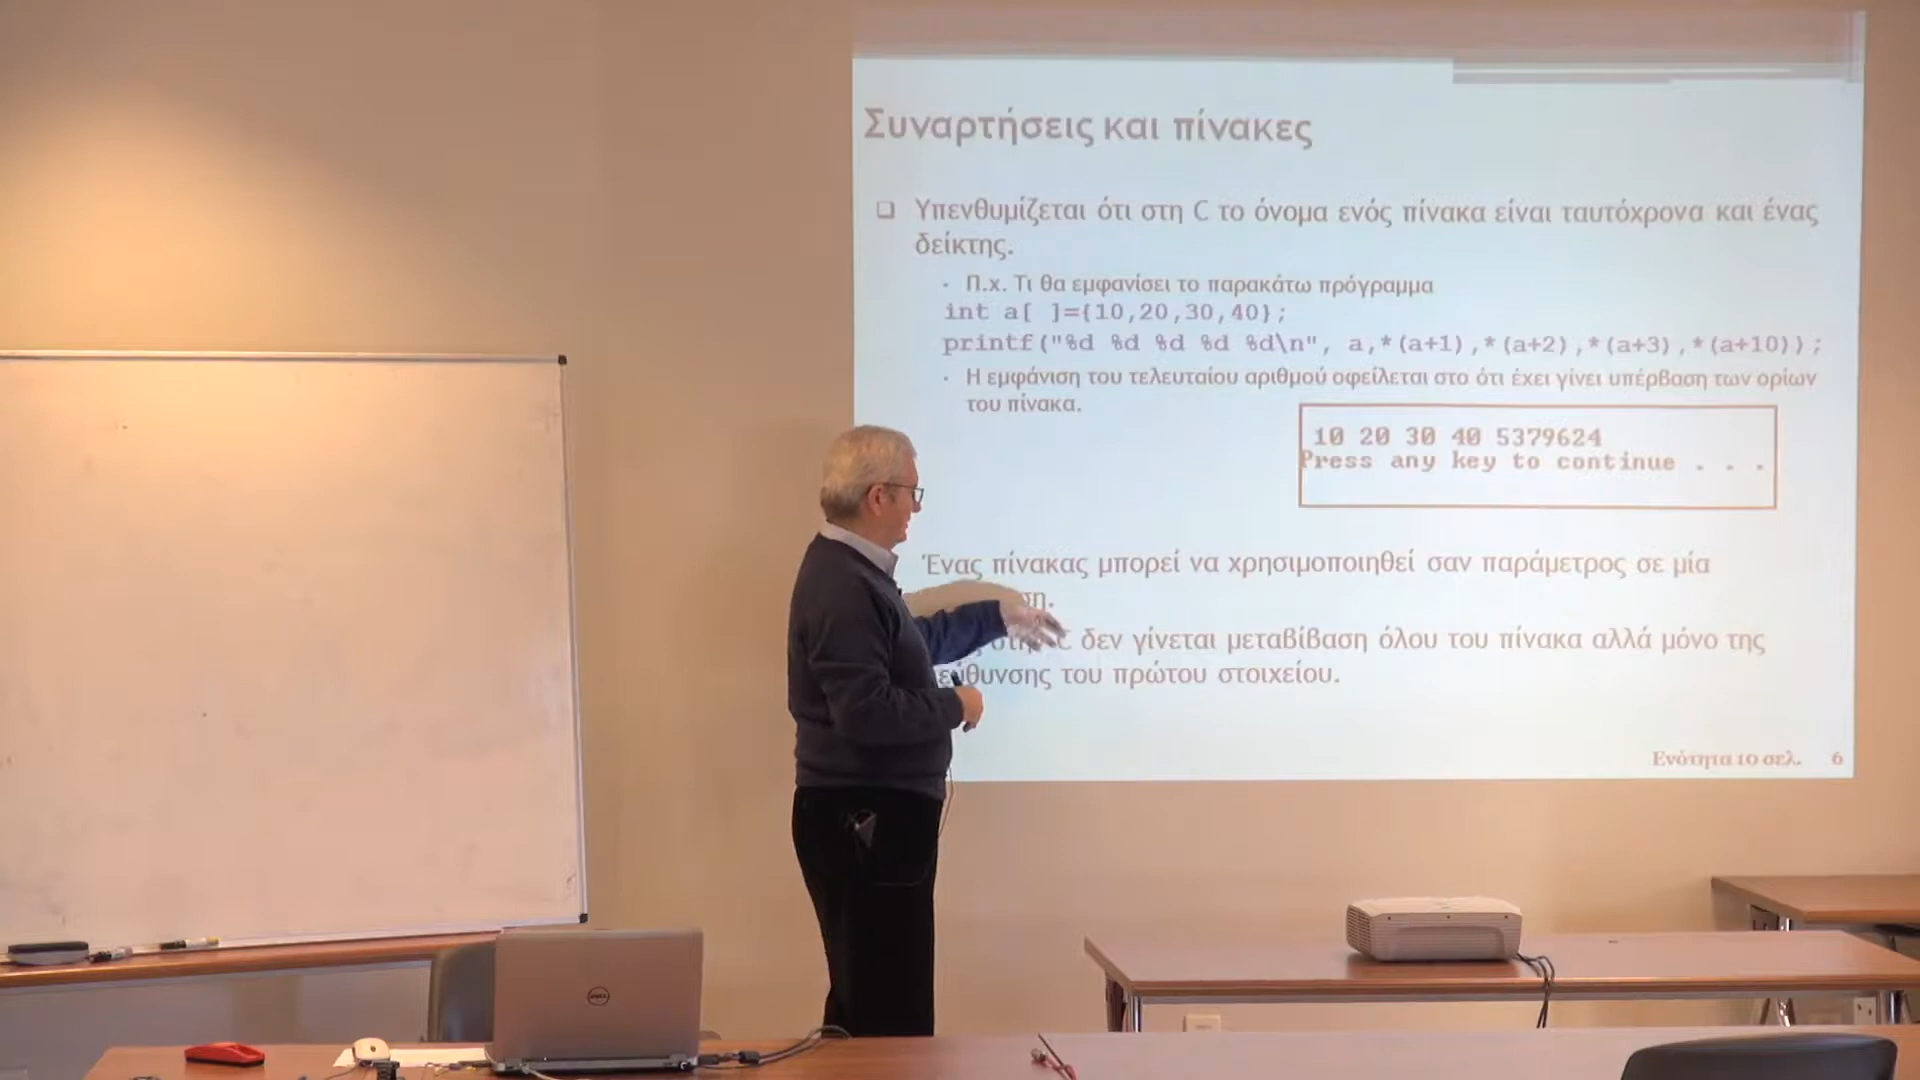 Συναρτήσεις και πίνακες
Υπενθυμίζεται ότι στη C το όνομα ενός πίνακα είναι ταυτόχρονα και ένας
δείκτης.
Π.χ. Τι θα εμφανίσει το παρακάτω πρόγραμμα
int a[ ]={10,20,30,40};
printf("%d %d %d %d %d\n", a,*(a+1),*(a+2),*(a+3),*(a+10));
Η εμφάνιση του τελευταίου αριθμού οφείλεται στο ότι έχει γίνει υπέρβαση των ορίων
του πίνακα.
10 20 30 40 5379624
Press any key to continue . . .
Ένας πίνακας μπορεί να χρησιμοποιηθεί σαν παράμετρος σε μία
C δεν γίνεται μεταβίβαση όλου του πίνακα αλλά μόνο της
εύθυνσης του πρώτου στοιχείου.
Ενότητα 10 σελ. 6
DELL